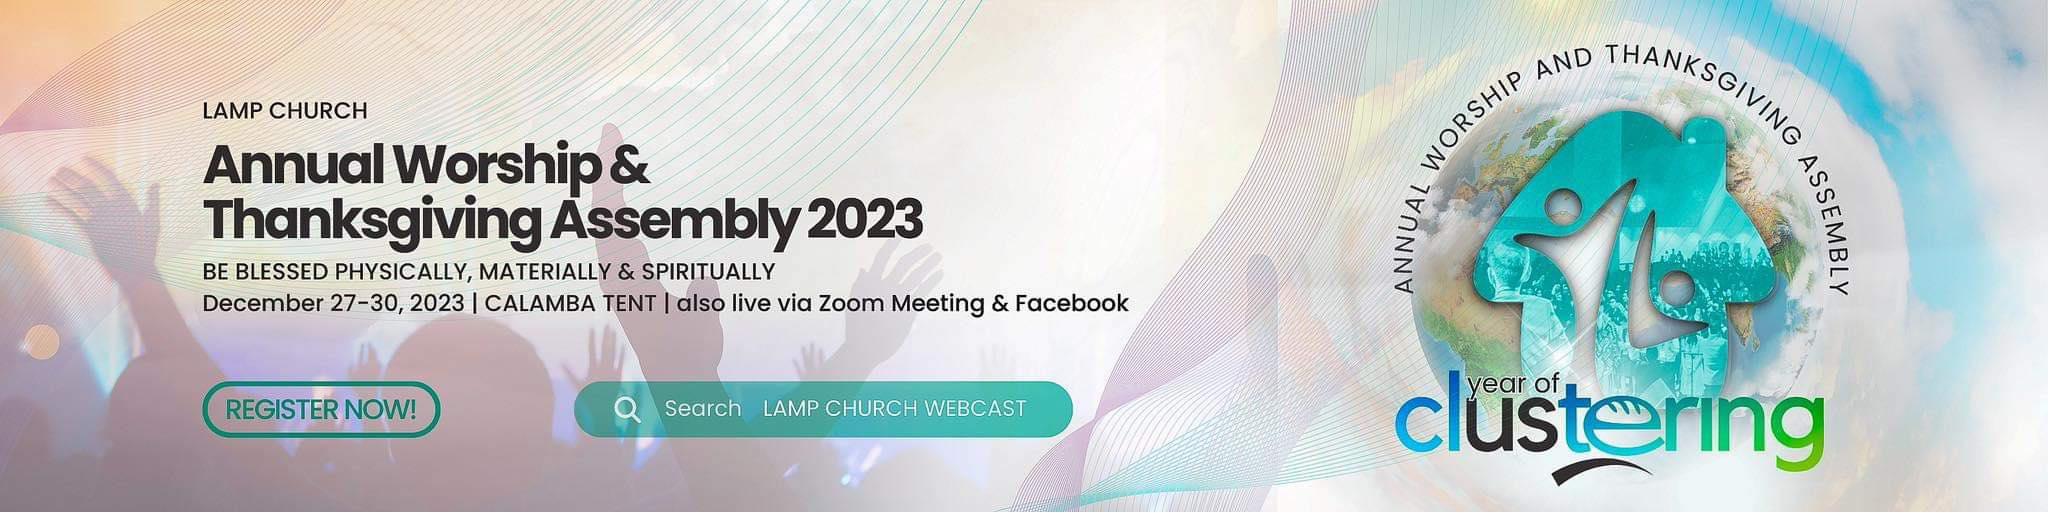 LAMP CHURCH
Annual Worship &
Thanksgiving Assembly 2023
BE BLESSED PHYSICALLY, MATERIALLY & SPIRITUALLY
December 27-30, 2023 | CALAMBA TENT | also live via Zoom Meeting & Facebook
REGISTER NOW!
Search LAMP CHURCH WEBCAST
ANNUAL WORSHIP AND THANKSGIVING ASSEMBLY
year of
clustering